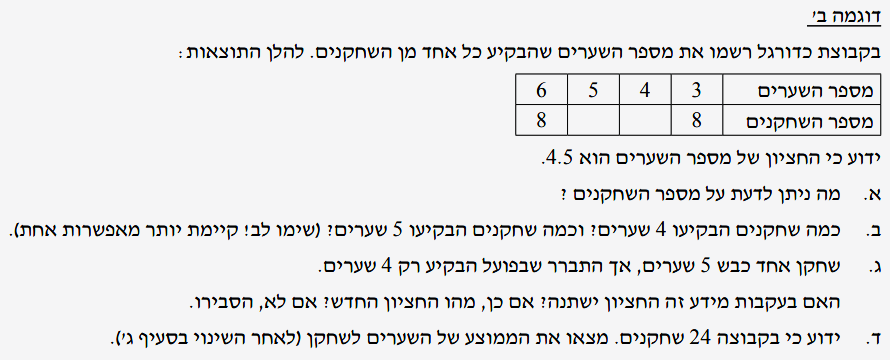 דוגמה ב׳
בקבוצת כדורגל רשמו את מספר השערים שהבקיע כל אחד מן השחקנים. להלן התוצאות:
מספר השערים 3 4 5 6
מספר השחקנים 8 8
ידוע כי החציון של מספר השערים הוא 4.5.
א. מה ניתן לדעת על מספר השחקנים ?
ב. כמה שחקנים הבקיעו 4 שערים? וכמה שחקנים הבקיעו 5 שערים? (שימו לב! קיימת יותר מאפשרות אחת).
ג. שחקן אחד כבש 5 שערים, אך התברר שבפועל הבקיע רק 4 שערים.
האם בעקבות מידע זה החציון ישתנה? אם כן, מהו החציון החדש? אם לא, הסבירו.
ד. ידוע כי בקבוצה 24 שחקנים. מצאו את הממוצע של השערים לשחקן (לאחר השינוי בסעיף ג׳).